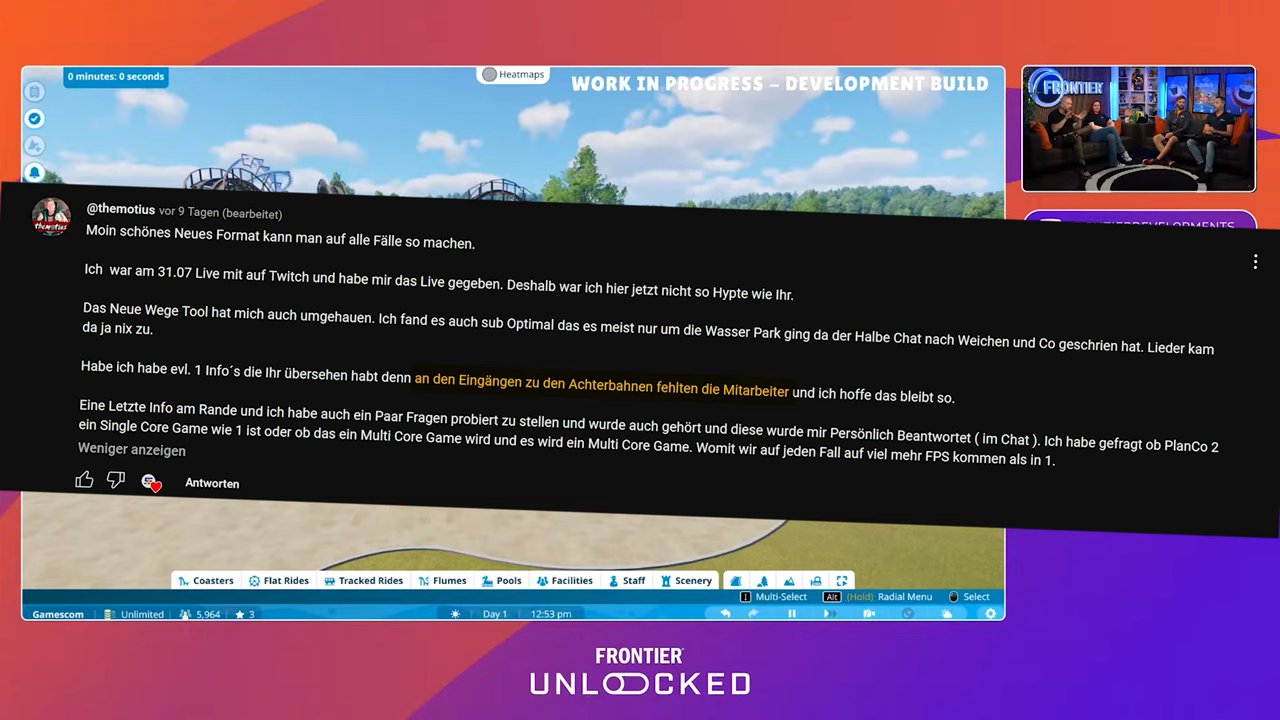 0 minutes: 0 seconds
Heatmaps
WORK IN PROGRESS – DEVELOPMENT BUILD
FRONTIER
@themotius vor 9 Tagen (bearbeitet)
Moin schönes Neues Format kann man auf alle Fälle so machen.
Ich war am 31.07 Live mit auf Twitch und habe mir das Live gegeben. Deshalb war ich hier jetzt nicht so Hypte wie Ihr.
Das Neue Wege Tool hat mich auch umgehauen. Ich fand es auch sub Optimal das es meist nur um die Wasser Park ging da der Halbe Chat nach Weichen und Co geschrien hat. Lieder kam
da ja nix zu.
Habe ich habe evl. 1 Info´s die Ihr übersehen habt denn an den Eingängen zu den Achterbahnen fehlten die Mitarbeiter und ich hoffe das bleibt so.
Eine Letzte Info am Rande und ich habe auch ein Paar Fragen probiert zu stellen und wurde auch gehört und diese wurde mir Persönlich Beantwortet ( im Chat ). Ich habe gefragt ob PlanCo 2
ein Single Core Game wie 1 ist oder ob das ein Multi Core Game wird und es wird ein Multi Core Game. Womit wir auf jeden Fall auf viel mehr FPS kommen als in 1.
Weniger anzeigen
Antworten
Coasters Flat Rides Tracked Rides Flumes Pools Facilities Staff Scenery
I Multi-Select Alt (Hold) Radial Menu Select
Gamescom Unlimited 5,964 3 Day 1 12:53 pm
FRONTIER
UNLOCKED